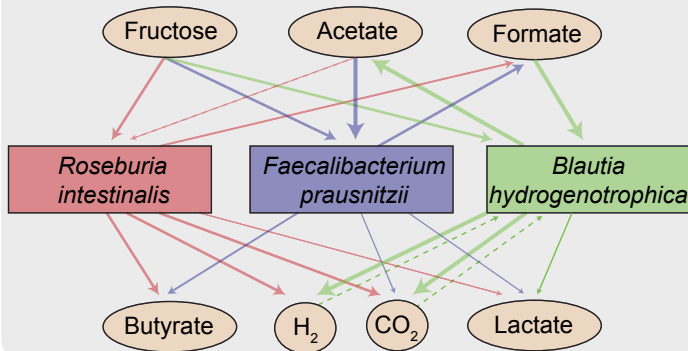 Fructose
Acetate
Formate
Roseburia
intestinalis
Faecalibacterium
prausnitzii
Blautia
hydrogenotrophica
Butyrate
H2
CO2
Lactate